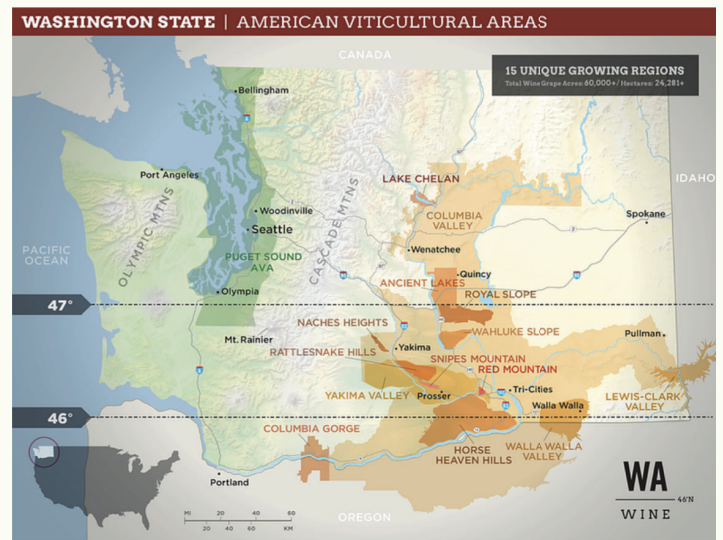 WASHINGTON STATE | AMERICAN VITICULTURAL AREAS
CANADA
15 UNIQUE GROWING REGIONS
Total Wine Grape Acres: 60,000+/ Hectares: 24,281+
Bellingham
Port Angeles
LAKE CHELAN
IDAHO
OLYMPIC MTNS
CASCADE MTNS
Woodinville
Seattle
COLUMBIA
VALLEY
Spokane
PACIFIC
OCEAN
PUGET SOUND
AVA
Wenatchee
Quincy
ANCIENT LAKES
Olympia
ROYAL SLOPE
47°
NACHES HEIGHTS
WAHLUKE SLOPE
Mt. Rainier
Pullman
Yakima
RATTLESNAKE HILLS
SNIPES MOUNTAIN
RED MOUNTAIN
YAKIMA VALLEY
Prosser
Tri-Cities
LEWIS-CLARK
VALLEY
Walla Walla
46°
COLUMBIA GORGE
HORSE
HEAVEN HILLS
WALLA WALLA
VALLEY
Portland
WA
46°N
WINE
MI 20 40 60
20 40 60 KM
OREGON